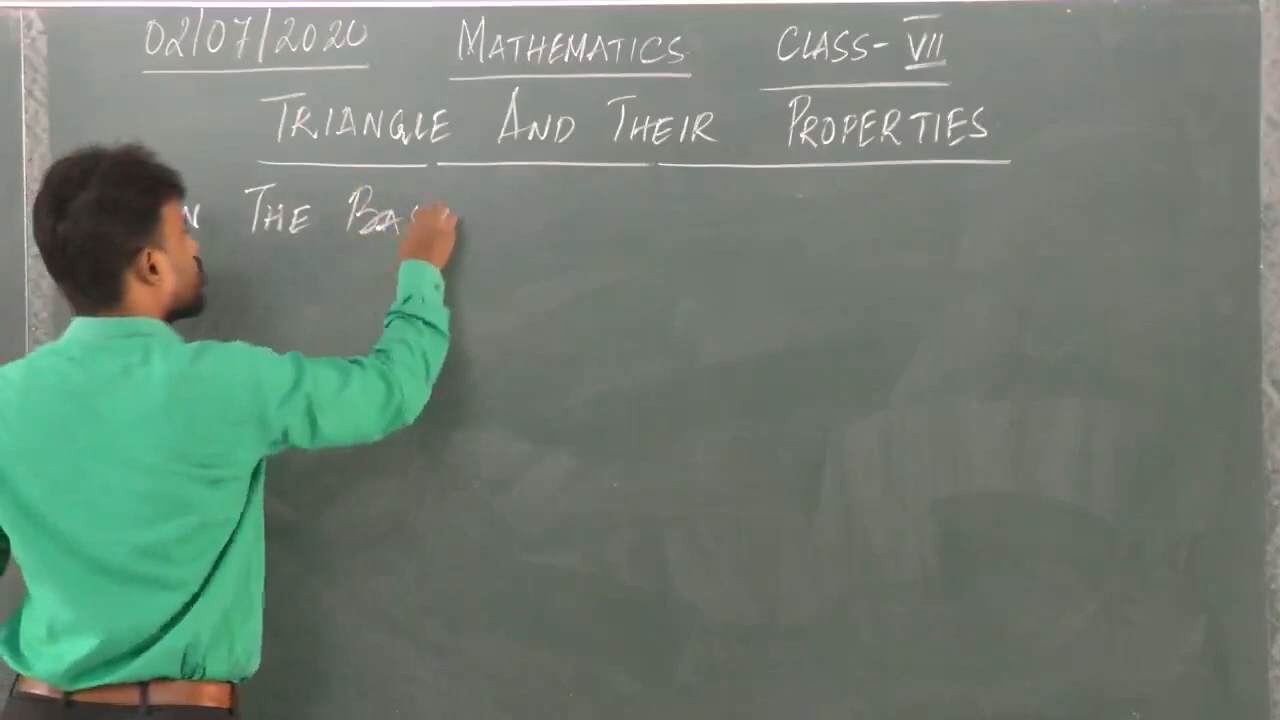 02/07/2020 MATHEMATICS CLASS- VII
TRIANGLE AND THEIR PROPERTIES
THE